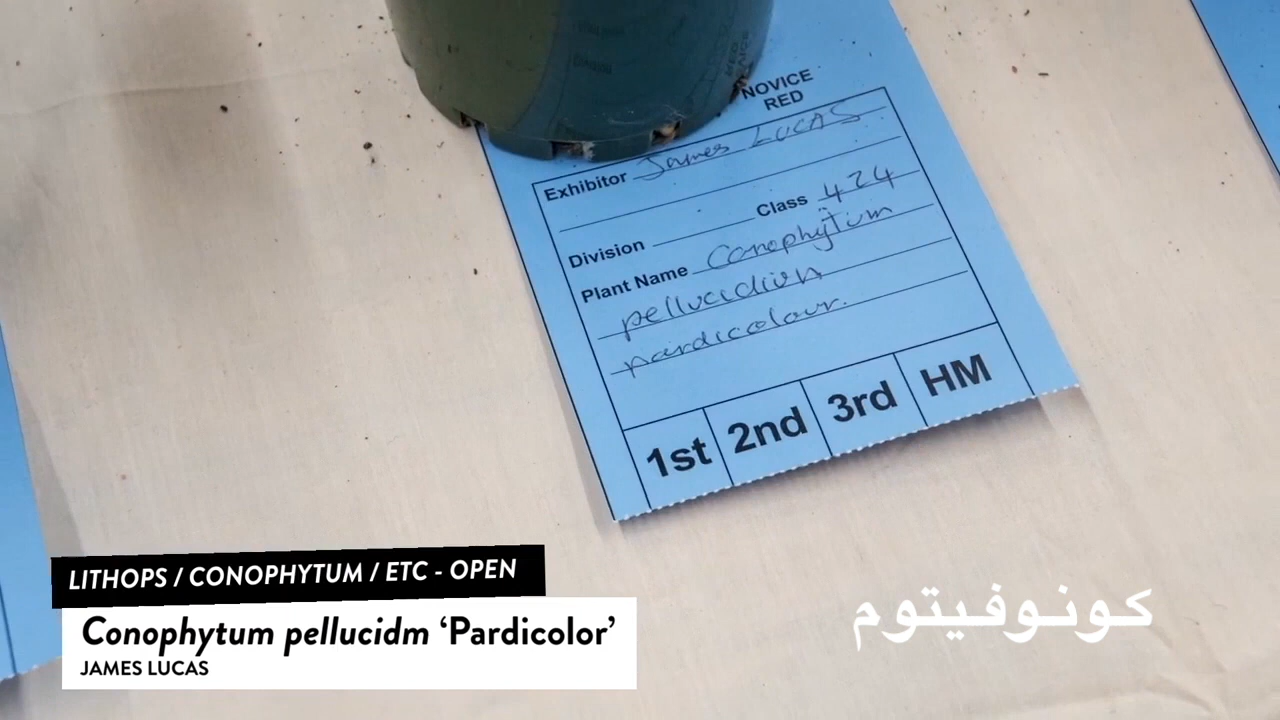 NOVICE
RED
Exhibitor James LUCAS
Class 424
Division
Plant Name Conophytum
pellucidum
pardicolour.
1st 2nd 3rd HM
LITHOPS / CONOPHYTUM / ETC - OPEN
Conophytum pellucidm ‘Pardicolor’
JAMES LUCAS
كونوفيتوم